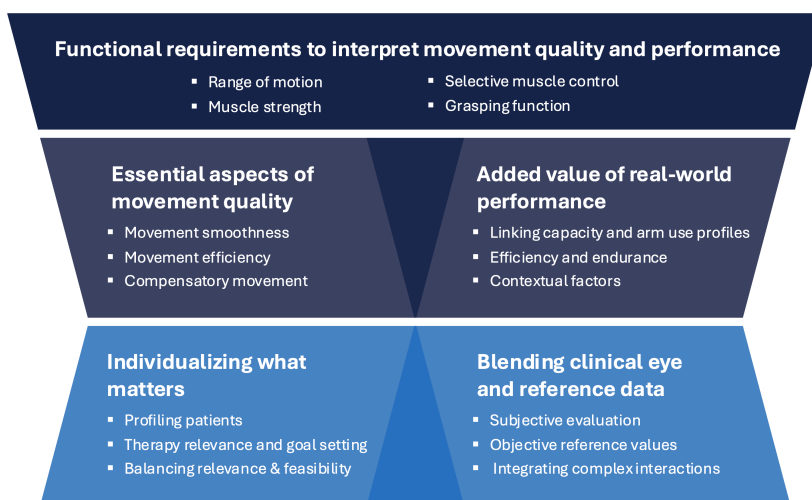 Functional requirements to interpret movement quality and performance
▪ Range of motion
▪ Muscle strength
▪ Selective muscle control
▪ Grasping function
Essential aspects of
movement quality
▪ Movement smoothness
▪ Movement efficiency
▪ Compensatory movement
Added value of real-world
performance
▪ Linking capacity and arm use profiles
▪ Efficiency and endurance
▪ Contextual factors
Individualizing what
matters
▪ Profiling patients
▪ Therapy relevance and goal setting
▪ Balancing relevance & feasibility
Blending clinical eye
and reference data
▪ Subjective evaluation
▪ Objective reference values
▪ Integrating complex interactions